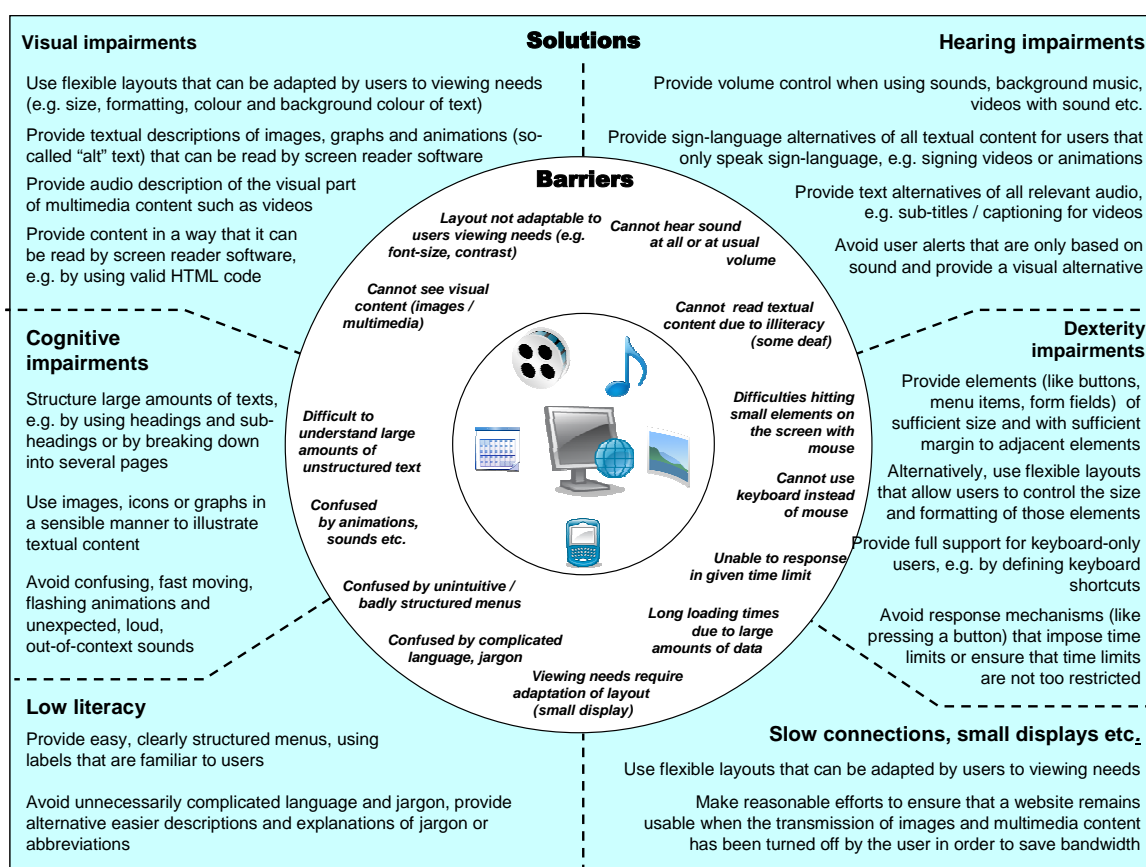 Solutions
Visual impairments
Use flexible layouts that can be adapted by users to viewing needs
(e.g. size, formatting, colour and background colour of text)
Provide textual descriptions of images, graphs and animations (so-
called “alt” text) that can be read by screen reader software
Provide audio description of the visual part
of multimedia content such as videos
Provide content in a way that it can
be read by screen reader software,
e.g. by using valid HTML code
Hearing impairments
Provide volume control when using sounds, background music,
videos with sound etc.
Provide sign-language alternatives of all textual content for users that
only speak sign-language, e.g. signing videos or animations
Provide text alternatives of all relevant audio,
e.g. sub-titles / captioning for videos
Avoid user alerts that are only based on
sound and provide a visual alternative
Barriers
Layout not adaptable to
users viewing needs (e.g.
font-size, contrast)
Cannot see visual
content (images /
multimedia)
Cannot hear sound
at all or at usual
volume
Cannot read textual
content due to illiteracy
(some deaf)
Difficult to
understand large
amounts of
unstructured text
Confused
by animations,
sounds etc.
Difficulties hitting
small elements on
the screen with
mouse
Cannot use
keyboard instead
of mouse
Unable to response
in given time limit
Confused by unintuitive /
badly structured menus
Confused by complicated
language, jargon
Long loading times
due to large
amounts of data
Viewing needs require
adaptation of layout
(small display)
Cognitive
impairments
Structure large amounts of texts,
e.g. by using headings and sub-
headings or by breaking down
into several pages
Use images, icons or graphs in
a sensible manner to illustrate
textual content
Avoid confusing, fast moving,
flashing animations and
unexpected, loud,
out-of-context sounds
Dexterity
impairments
Provide elements (like buttons,
menu items, form fields) of
sufficient size and with sufficient
margin to adjacent elements
Alternatively, use flexible layouts
that allow users to control the size
and formatting of those elements
Provide full support for keyboard-only
users, e.g. by defining keyboard
shortcuts
Avoid response mechanisms (like
pressing a button) that impose time
limits or ensure that time limits
are not too restricted
Low literacy
Provide easy, clearly structured menus, using
labels that are familiar to users
Avoid unnecessarily complicated language and jargon, provide
alternative easier descriptions and explanations of jargon or
abbreviations
Slow connections, small displays etc.
Use flexible layouts that can be adapted by users to viewing needs
Make reasonable efforts to ensure that a website remains
usable when the transmission of images and multimedia content
has been turned off by the user in order to save bandwidth